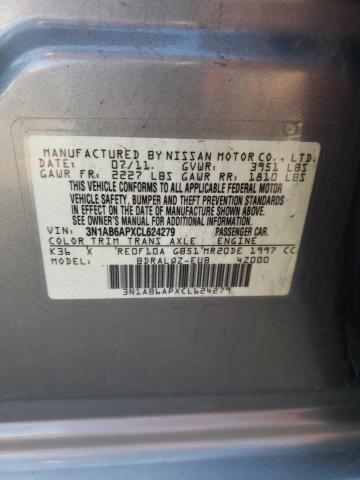 MANUFACTURED BY NISSAN MOTOR CO., LTD.
DATE: 07/11. GVWR: 3951 LBS
GAWR FR: 2227 LBS GAWR RR: 1810 LBS
THIS VEHICLE CONFORMS TO ALL APPLICABLE FEDERAL MOTOR
VEHICLE SAFETY, BUMPER, AND THEFT PREVENTION STANDARDS
IN EFFECT ON THE DATE OF MANUFACTURE SHOWN ABOVE.
SEE OWNER'S MANUAL FOR ADDITIONAL INFORMATION.
VIN: 3N1AB6APXCL624279 PASSENGER CAR.
COLOR TRIM TRANS AXLE ENGINE
K36 X RE0F10A GB51 MR20DE 1997 CC
BDRALQZ-EUB 4Z000
3N1AB6APXCL624279